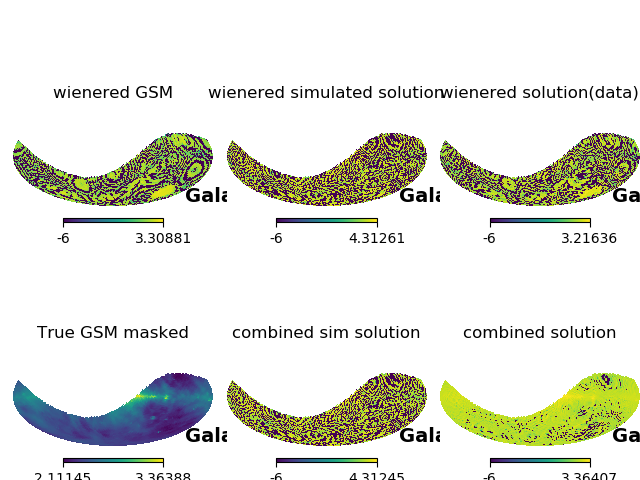 wienered GSM
wienered simulated solution
wienered solution(data)
Gala
Gala
Ga
-6 3.30881
-6 4.31261
-6 3.21636
True GSM masked
combined sim solution
combined solution
Gala
Gala
Ga
2.11145 3.36388
-6 4.31245
-6 3.36407